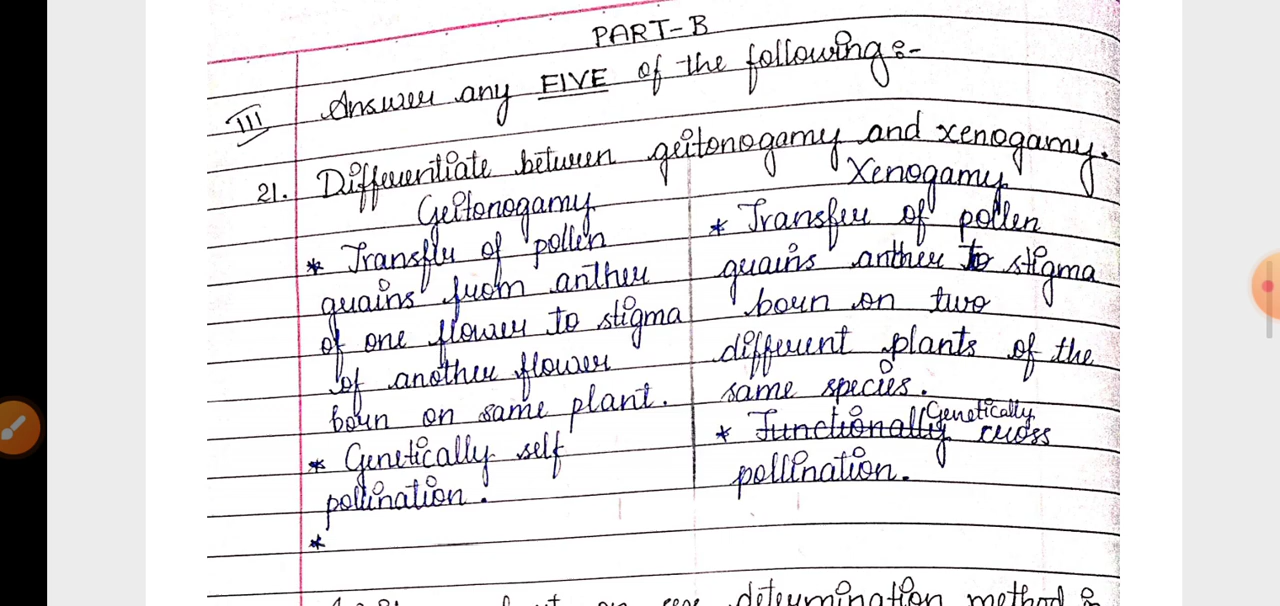 PART-B
III Answer any FIVE of the following:-
21. Differentiate between geitonogamy and xenogamy.
Geitonogamy
* Transfer of pollen
grains from anther
of one flower to stigma
of another flower
born on same plant.
* Genetically self
pollination.
*
Xenogamy
* Transfer of pollen
grains anther to stigma
born on two
different plants of the
same species.
* Functionally Genetically cross
pollination.
determination method